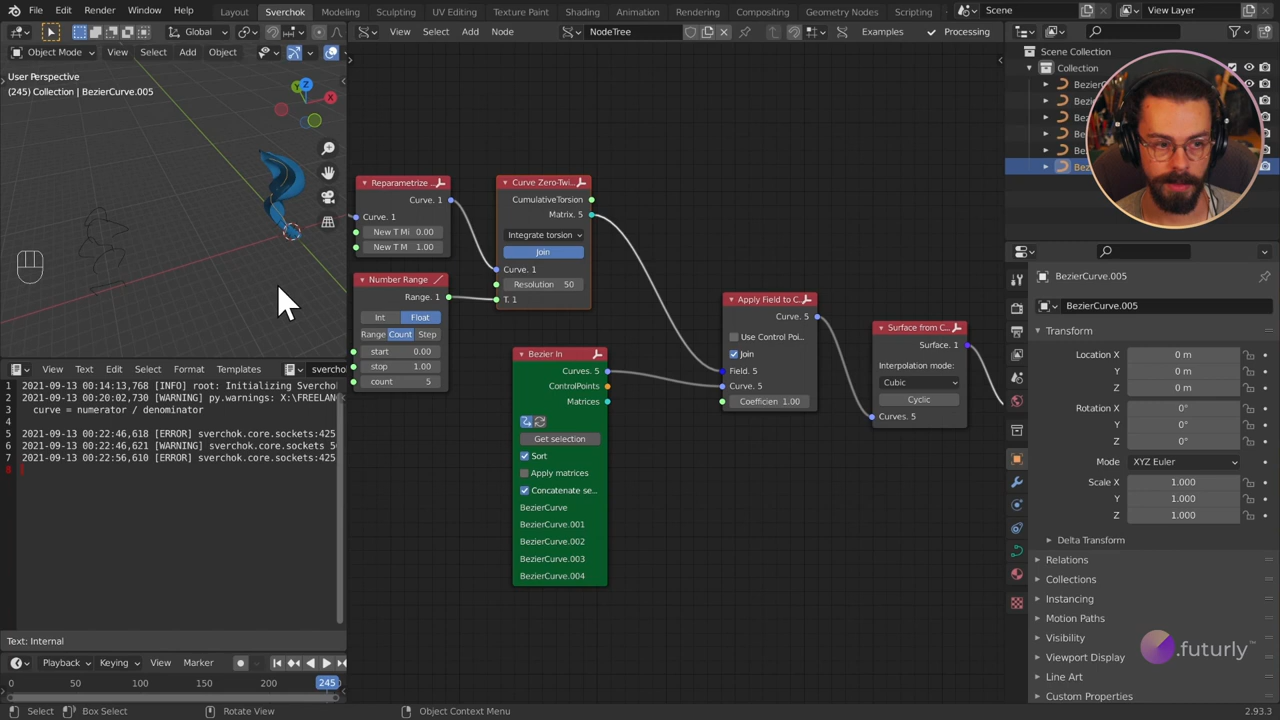 File Edit Render Window Help
Layout Sverchok Modeling Sculpting UV Editing Texture Paint Shading Animation Rendering Compositing Geometry Nodes Scripting
Scene View Layer
Global
View Select Add Node NodeTree Examples Processing
Object Mode View Select Add Object
User Perspective
(245) Collection | BezierCurve.005
Z
X
Y
View Text Edit Select Format Templates sverchok
1 2021-09-13 00:14:13,768 [INFO] root: Initializing Sverchok
2 2021-09-13 00:20:02,730 [WARNING] py.warnings: X:\FREELAN
3 curve = numerator / denominator
4
5 2021-09-13 00:22:46,618 [ERROR] sverchok.core.sockets:425
6 2021-09-13 00:22:46,621 [WARNING] sverchok.core.sockets 5
7 2021-09-13 00:22:56,610 [ERROR] sverchok.core.sockets:425
8
Text: Internal
Playback Keying View Marker
0 50 100 150 200 245
Select Box Select Rotate View Object Context Menu 2.93.3
Reparametrize ..
Curve. 1
Curve. 1
New T Mi 0.00
New T M 1.00
Number Range
Range. 1
Int Float
Range Count Step
start 0.00
stop 1.00
count 5
Curve Zero-Twi...
CumulativeTorsion
Matrix. 5
Integrate torsion
Join
Curve. 1
Resolution 50
T. 1
Bezier In
Curves. 5
ControlPoints
Matrices
Get selection
Sort
Apply matrices
Concatenate se...
BezierCurve
BezierCurve.001
BezierCurve.002
BezierCurve.003
BezierCurve.004
Apply Field to C...
Curve. 5
Use Control Poi...
Join
Field. 5
Curve. 5
Coefficien 1.00
Surface from C...
Surface. 1
Interpolation mode:
Cubic
Cyclic
Curves. 5
Scene Collection
Collection
Bezier
Bezier
Bezier
Bezier
Be
Be
BezierCurve.005
BezierCurve.005
Transform
Location X 0 m
Y 0 m
Z 0 m
Rotation X 0°
Y 0°
Z 0°
Mode XYZ Euler
Scale X 1.000
Y 1.000
Z 1.000
Delta Transform
Relations
Collections
Instancing
Motion Paths
Visibility
Viewport Display
Line Art
Custom Properties
.futurly™